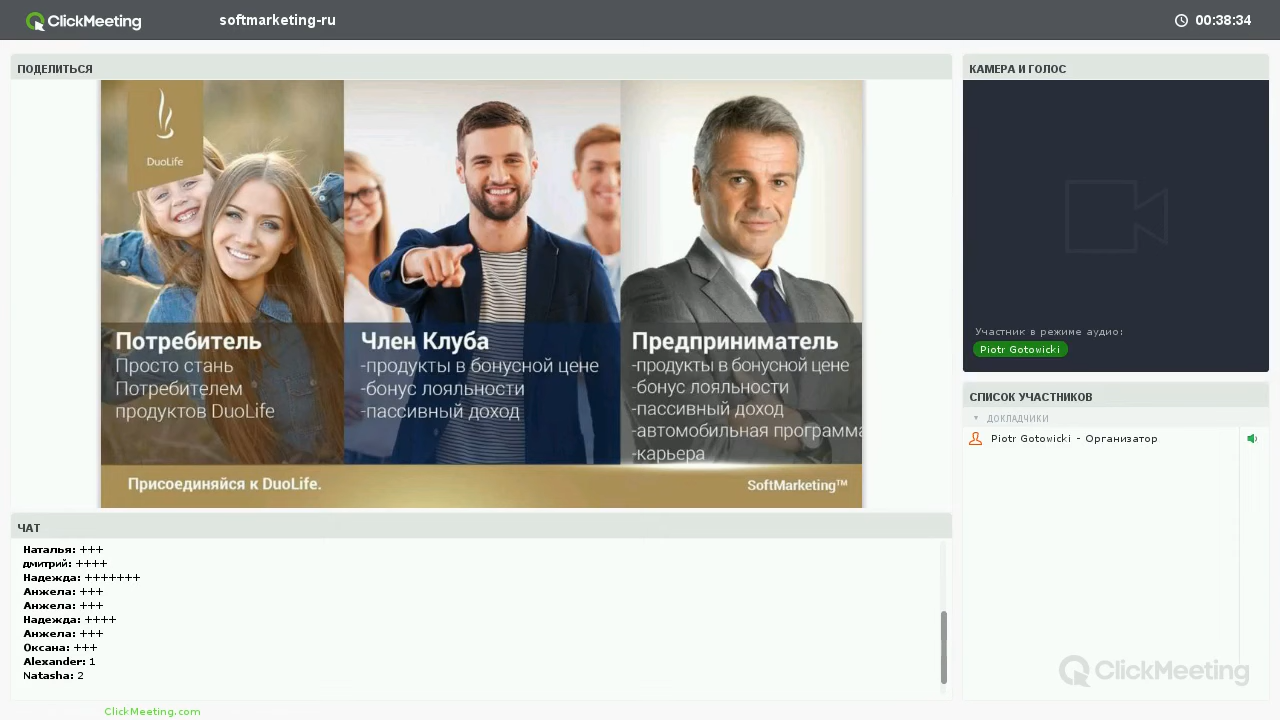 ClickMeeting
softmarketing-ru
00:38:34
ПОДЕЛИТЬСЯ
DuoLife
Потребитель
Просто стань
Потребителем
продуктов DuoLife
Член Клуба
-продукты в бонусной цене
-бонус лояльности
-пассивный доход
Предприниматель
-продукты в бонусной цене
-бонус лояльности
-пассивный доход
-автомобильная программа
-карьера
Присоединяйся к DuoLife.
SoftMarketing™
КАМЕРА И ГОЛОС
Участник в режиме аудио:
Piotr Gotowicki
СПИСОК УЧАСТНИКОВ
ДОКЛАДЧИКИ
Piotr Gotowicki - Организатор
ЧАТ
Наталья: +++
дмитрий: ++++
Надежда: +++++++
Анжела: +++
Анжела: +++
Надежда: ++++
Анжела: +++
Оксана: +++
Alexander: 1
Natasha: 2
ClickMeeting
ClickMeeting.com